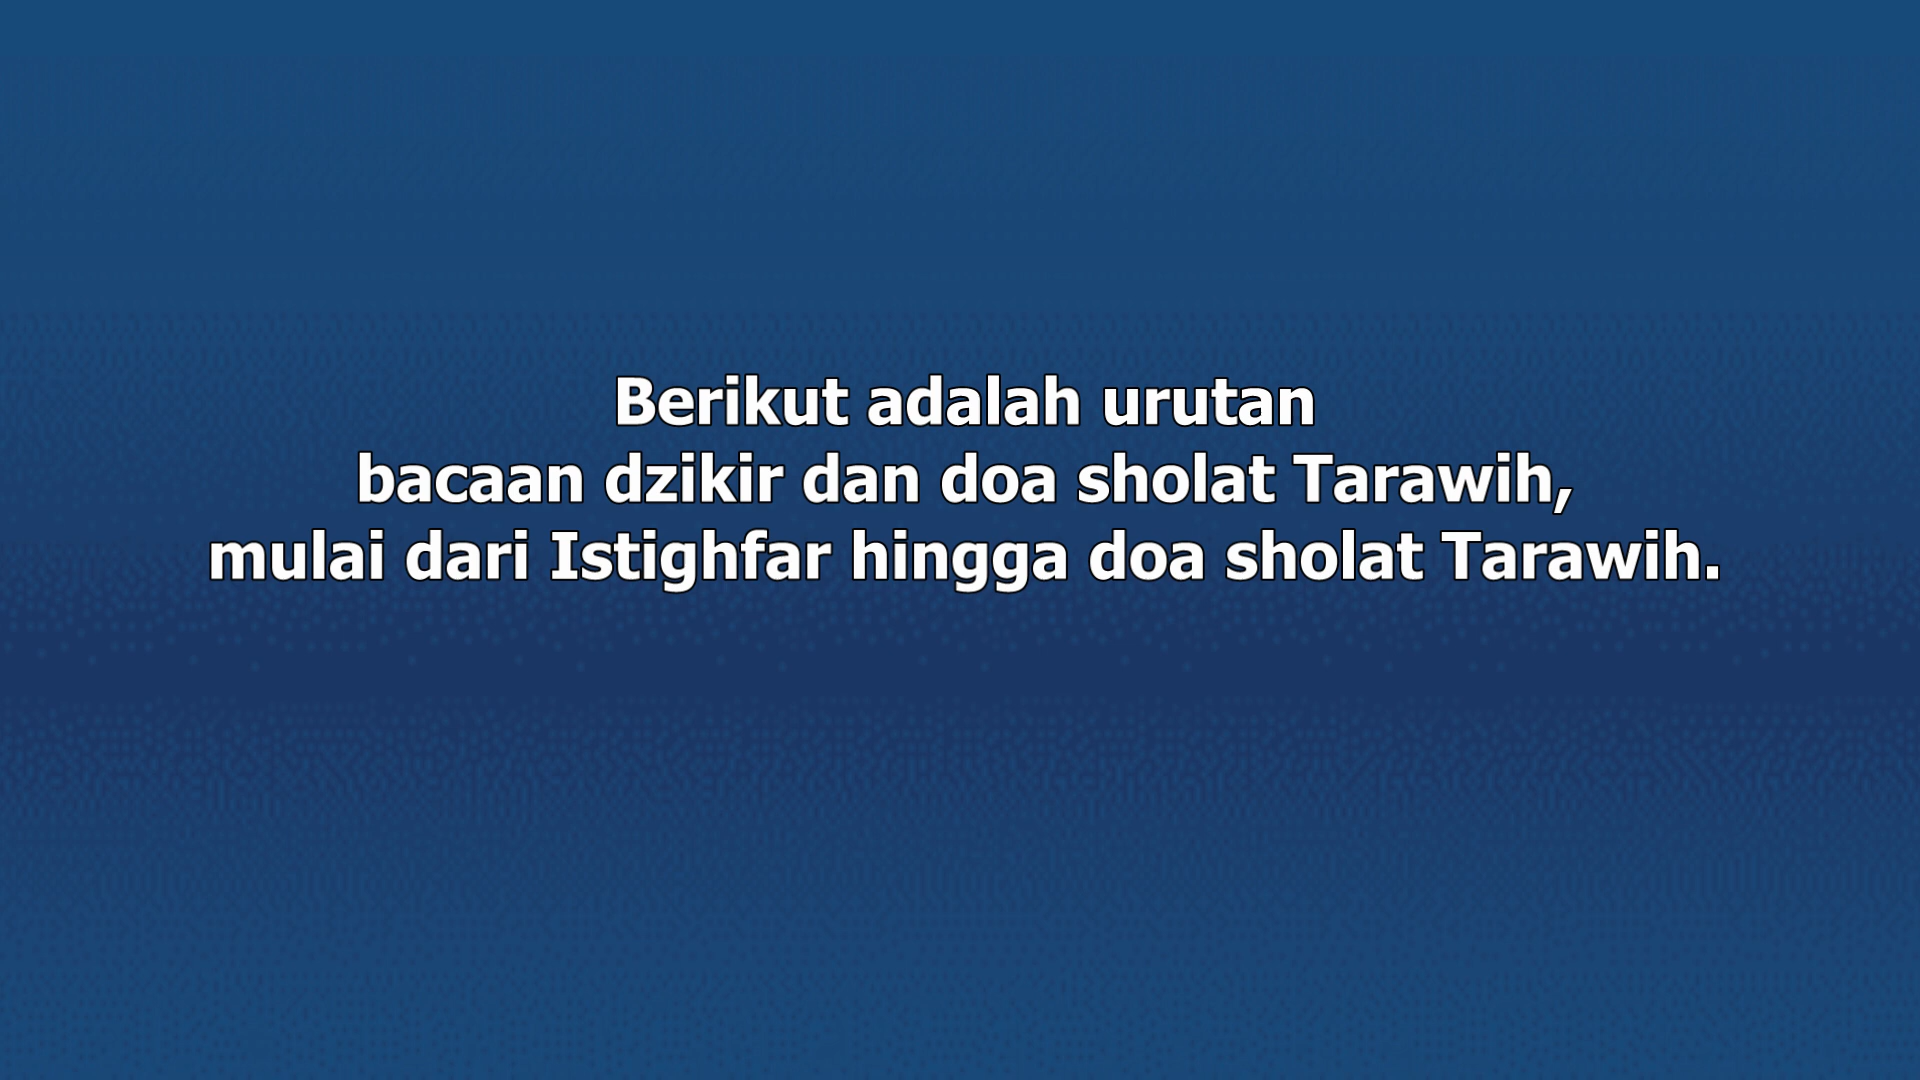 Berikut adalah urutan
bacaan dzikir dan doa sholat Tarawih,
mulai dari Istighfar hingga doa sholat Tarawih.